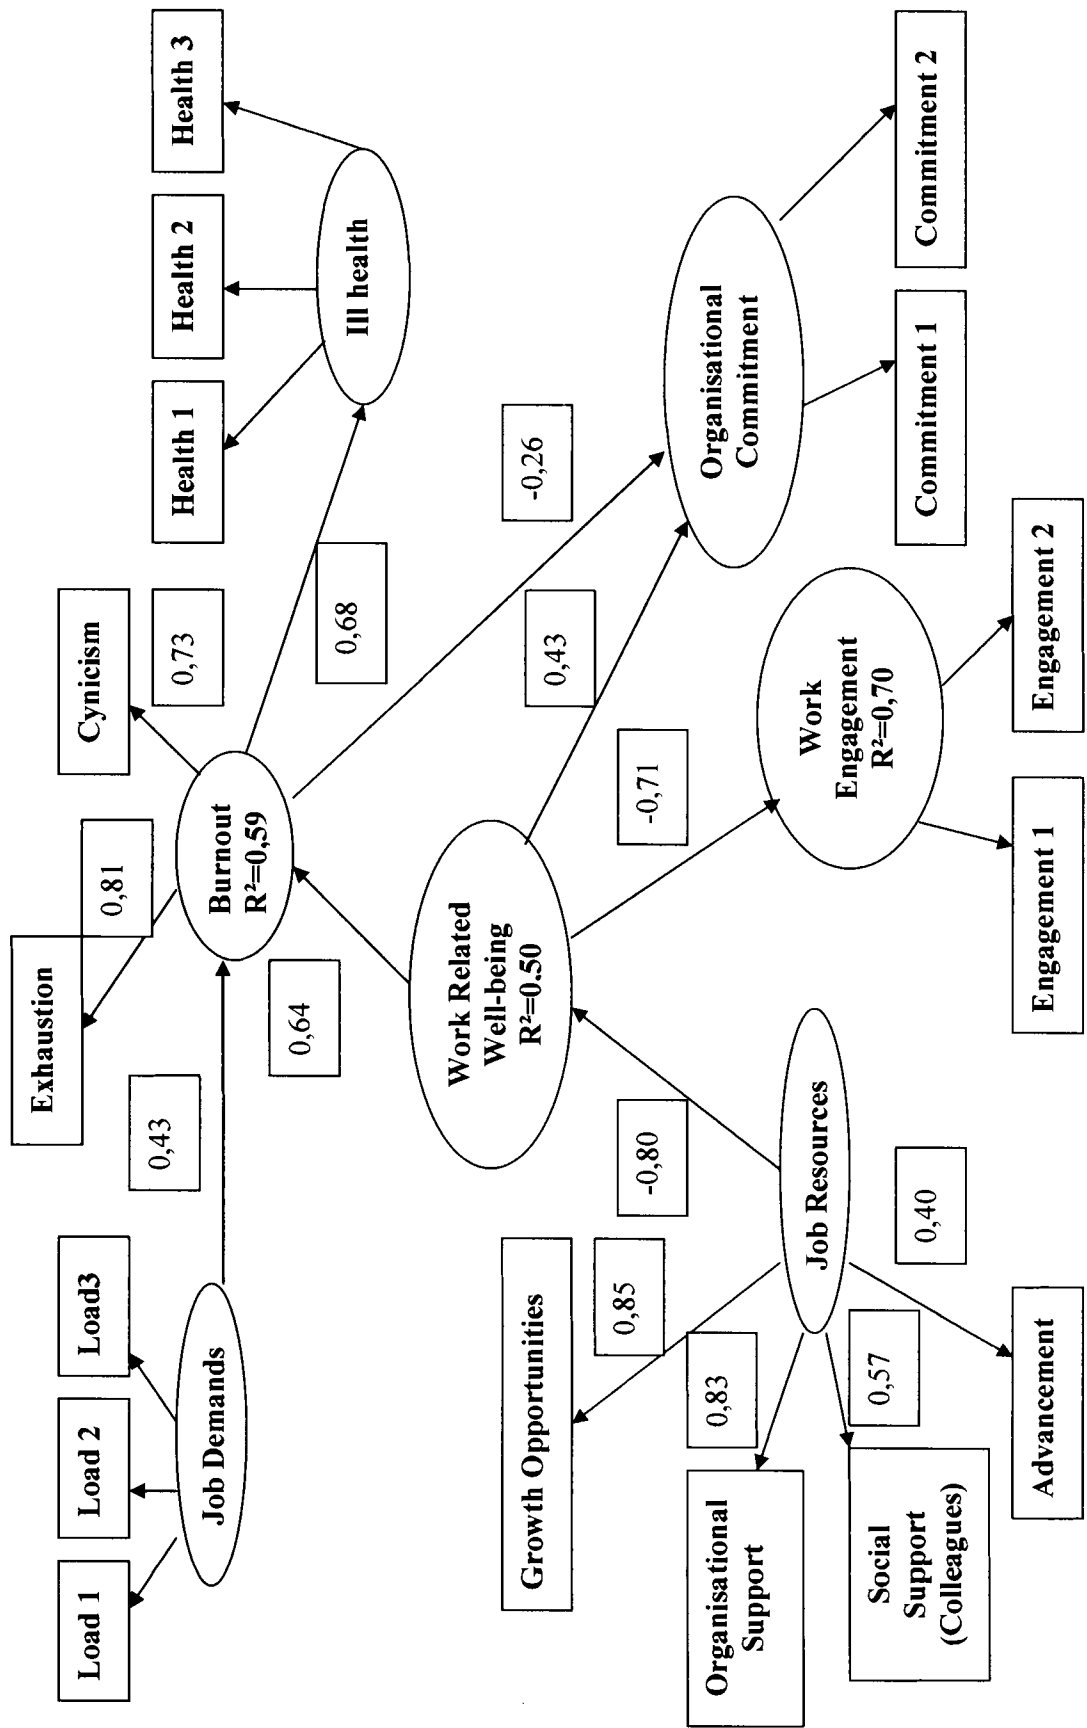 Exhaustion
Load 1
Load 2
Load3
Cynicism
0,81
0,43
0,73
Health 1
Health 2
Health 3
Job Demands
Burnout
R²=0,59
0,64
0,68
Ill health
Work Related
Well-being
R²=0.50
Growth Opportunities
-0,26
0,43
0,85
-0,80
-0,71
Organisational
Support
0,83
Organisational
Commitment
Job Resources
Work
Engagement
R²=0,70
Social
Support
(Colleagues)
0,57
0,40
Commitment 1
Commitment 2
Advancement
Engagement 1
Engagement 2